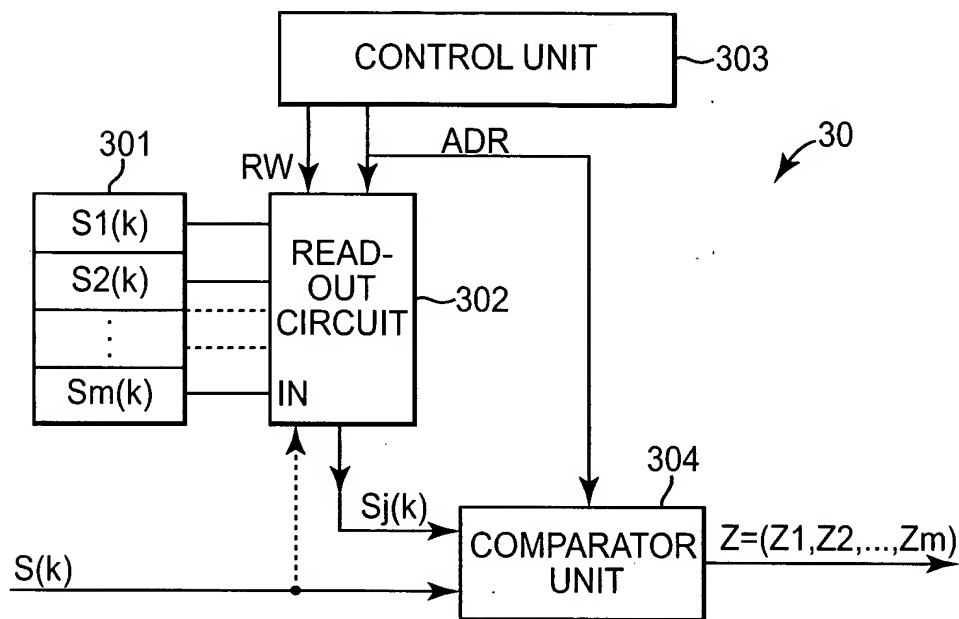 CONTROL UNIT
303
30
301
RW
ADR
S1(k)
S2(k)
⋮
Sm(k)
READ-
OUT
CIRCUIT
IN
302
304
Sj(k)
S(k)
COMPARATOR
UNIT
Z=(Z1,Z2,...,Zm)